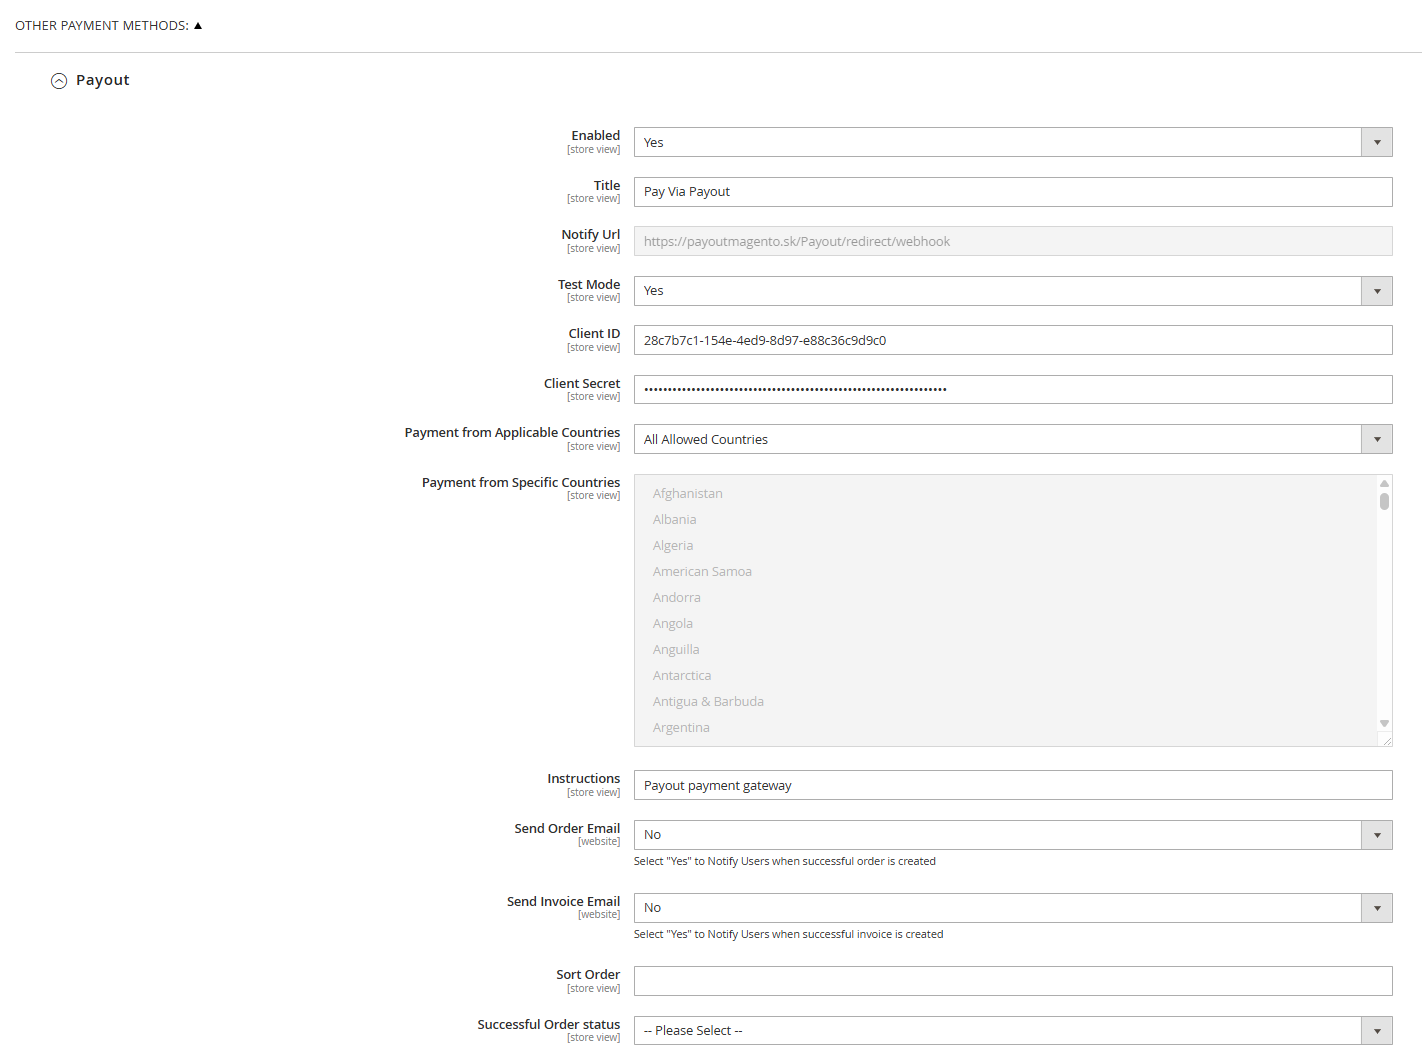 OTHER PAYMENT METHODS:
Payout
Enabled
[store view]
Yes
Title
[store view]
Pay Via Payout
Notify Url
[store view]
https://payoutmagento.sk/Payout/redirect/webhook
Test Mode
[store view]
Yes
Client ID
[store view]
28c7b7c1-154e-4ed9-8d97-e88c36c9d9c0
Client Secret
[store view]
Payment from Applicable Countries
[store view]
All Allowed Countries
Payment from Specific Countries
[store view]
Afghanistan
Albania
Algeria
American Samoa
Andorra
Angola
Anguilla
Antarctica
Antigua & Barbuda
Argentina
Instructions
[store view]
Payout payment gateway
Send Order Email
[website]
No
Select "Yes" to Notify Users when successful order is created
Send Invoice Email
[website]
No
Select "Yes" to Notify Users when successful invoice is created
Sort Order
[store view]
Successful Order status
[store view]
-- Please Select --